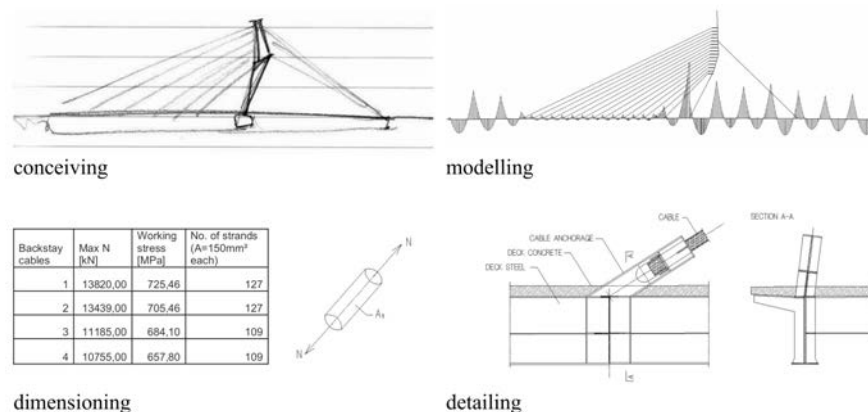 conceiving
modelling
Backstay cables	Max N [kN]	Working stress [MPa]	No. of strands (A=150mm² each)
1	13820,00	725,46	127
2	13439,00	705,46	127
3	11185,00	684,10	109
4	10755,00	657,80	109
N
As
N
CABLE
SECTION A-A
CABLE ANCHORAGE
DECK CONCRETE
DECK STEEL
A
A
dimensioning
detailing